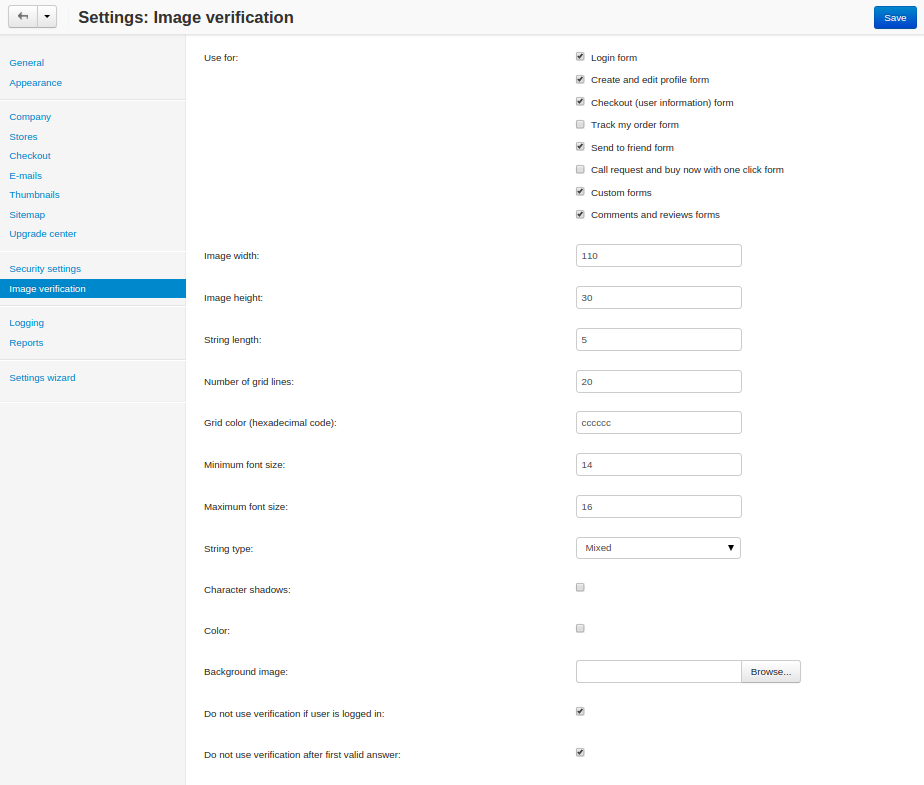 Settings: Image verification
Save
General
Appearance
Company
Stores
Checkout
E-mails
Thumbnails
Sitemap
Upgrade center
Security settings
Image verification
Logging
Reports
Settings wizard
Use for:
Login form
Create and edit profile form
Checkout (user information) form
Track my order form
Send to friend form
Call request and buy now with one click form
Custom forms
Comments and reviews forms
Image width: 110
Image height: 30
String length: 5
Number of grid lines: 20
Grid color (hexadecimal code): cccccc
Minimum font size: 14
Maximum font size: 16
String type: Mixed
Character shadows:
Color:
Background image: Browse...
Do not use verification if user is logged in:
Do not use verification after first valid answer: